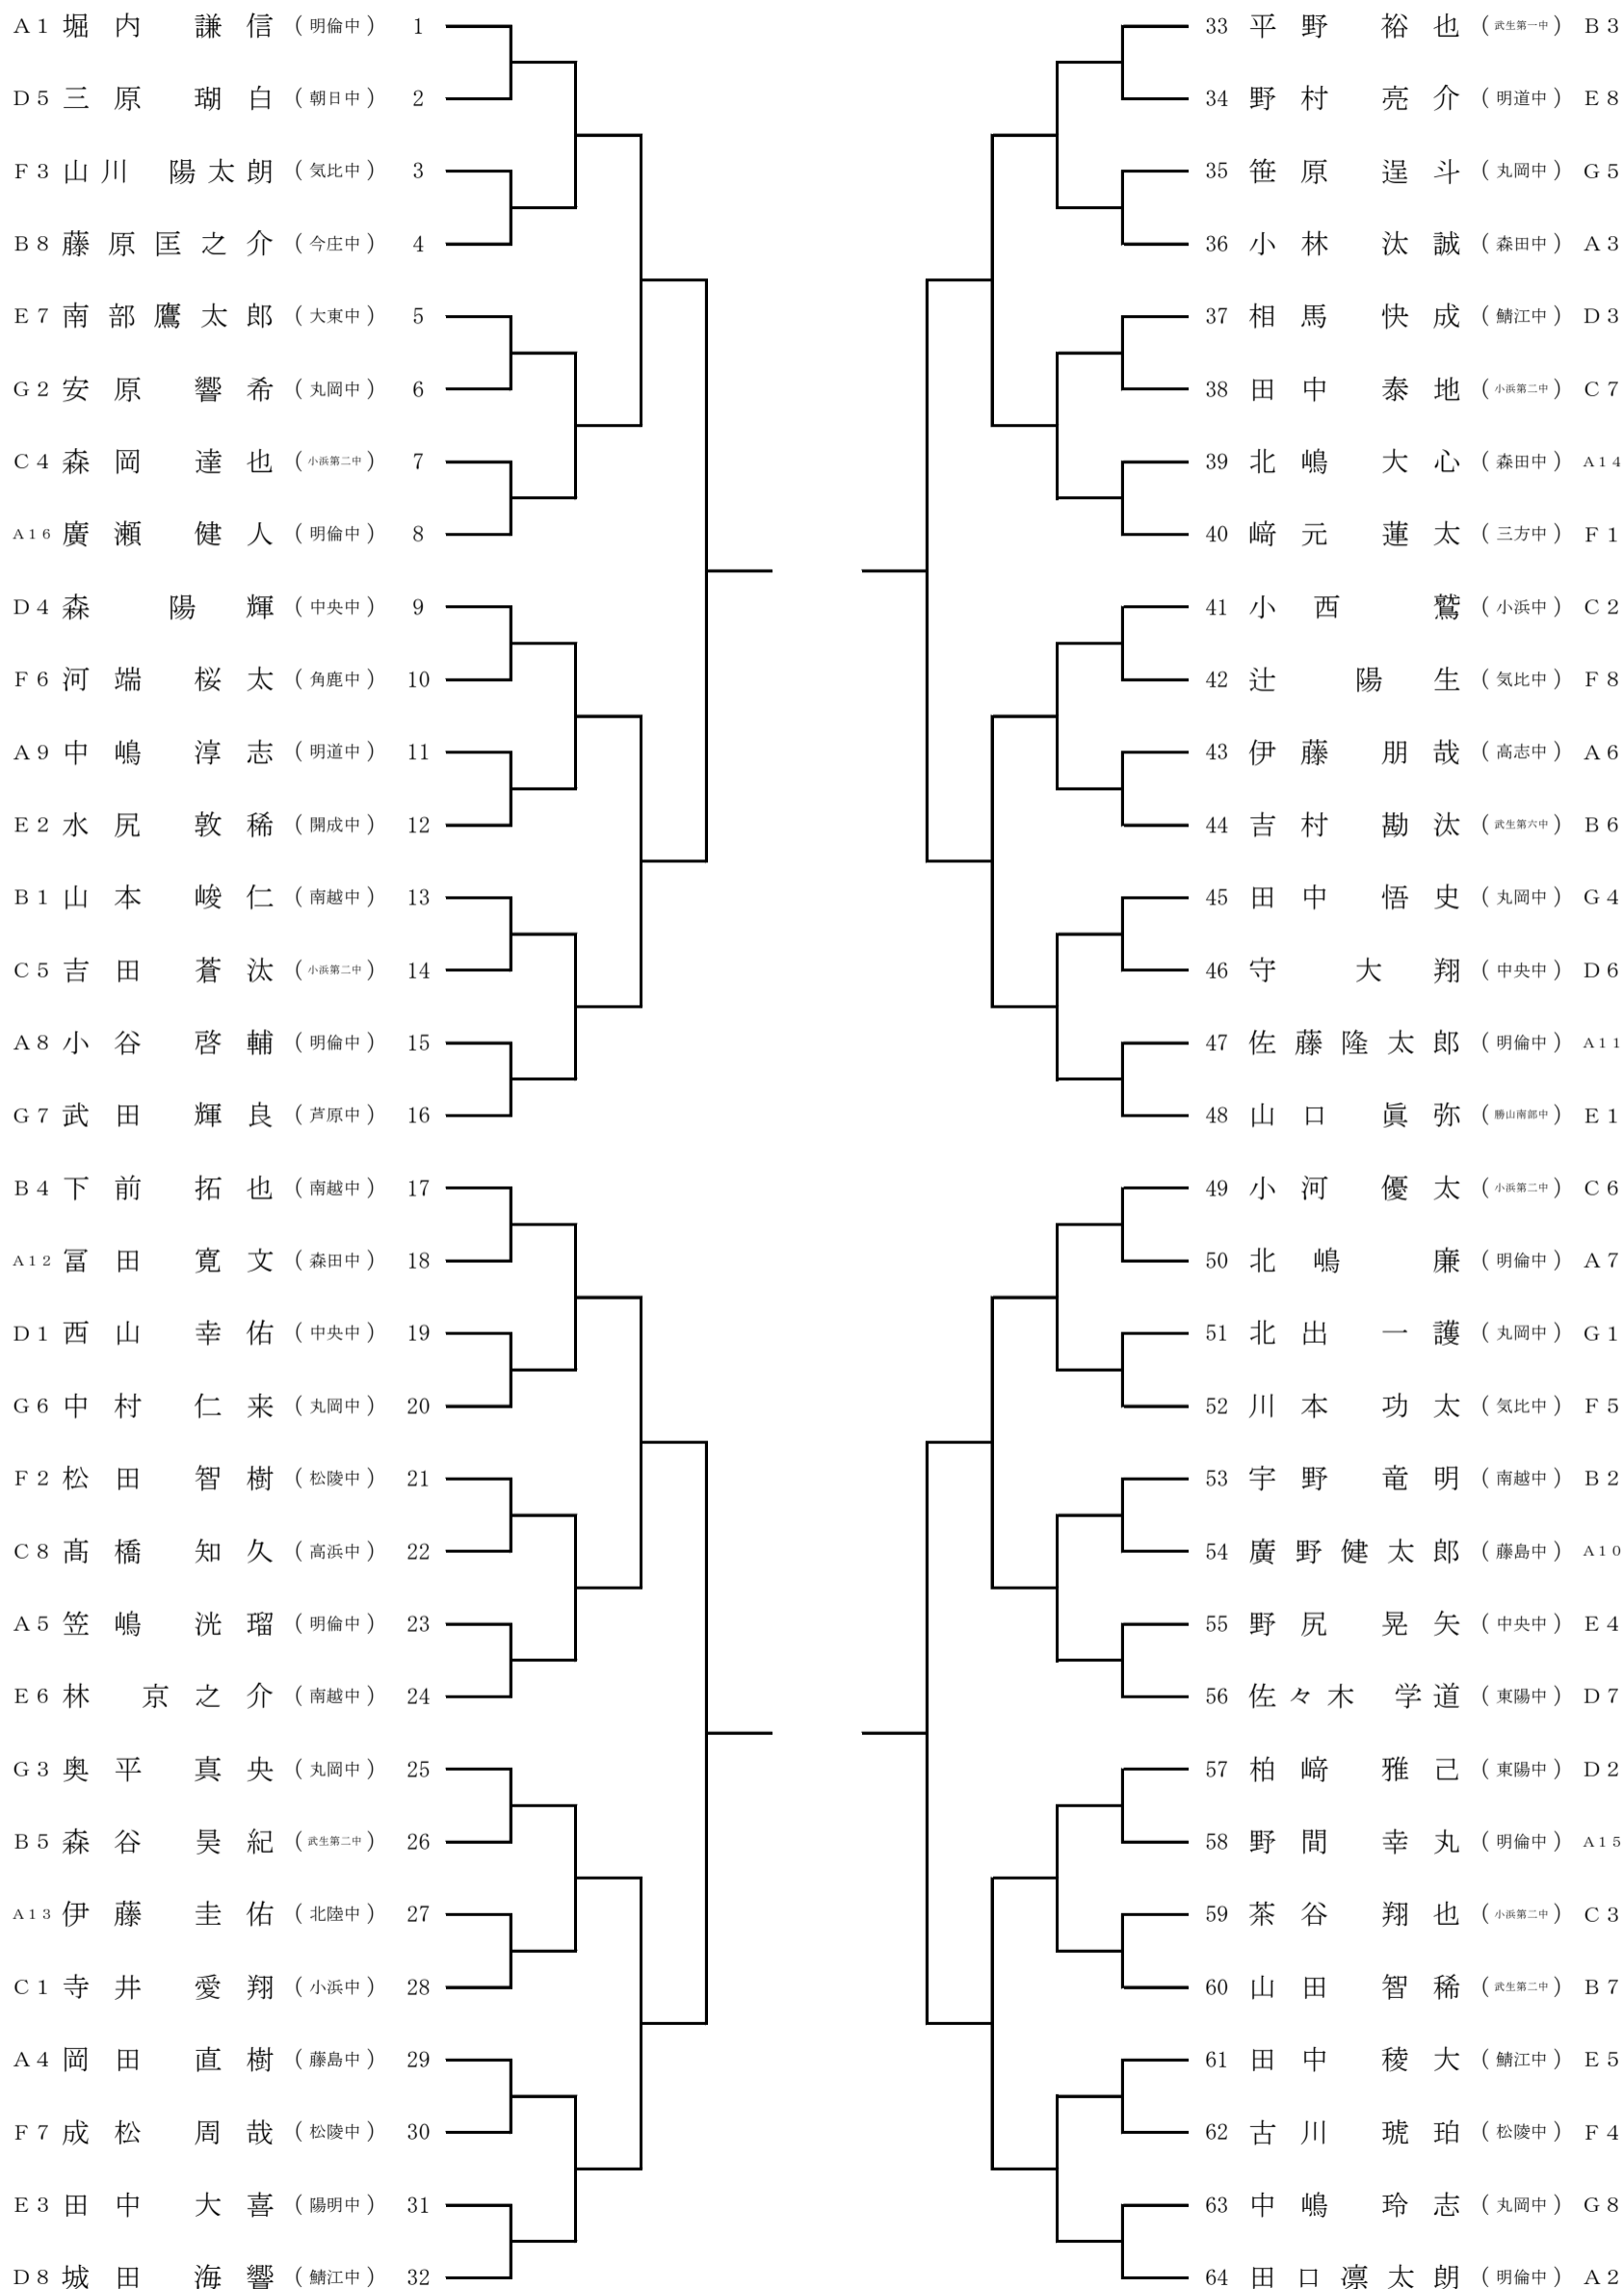 A1 堀内 謙信 (明倫中) 1
D5 三原 瑚白 (朝日中) 2
F3 山川 陽太朗 (気比中) 3
B8 藤原匡之介 (今庄中) 4
E7 南部鷹太郎 (大東中) 5
G2 安原 響希 (丸岡中) 6
C4 森岡 達也 (小浜第二中) 7
A16 廣瀬 健人 (明倫中) 8
D4 森 陽輝 (中央中) 9
F6 河端 桜太 (角鹿中) 10
A9 中嶋 淳志 (明道中) 11
E2 水尻 敦稀 (開成中) 12
B1 山本 峻仁 (南越中) 13
C5 吉田 蒼汰 (小浜第二中) 14
A8 小谷 啓輔 (明倫中) 15
G7 武田 輝良 (芦原中) 16
B4 下前 拓也 (南越中) 17
A12 冨田 寛文 (森田中) 18
D1 西山 幸佑 (中央中) 19
G6 中村 仁来 (丸岡中) 20
F2 松田 智樹 (松陵中) 21
C8 髙橋 知久 (高浜中) 22
A5 笠嶋 洸瑠 (明倫中) 23
E6 林 京之介 (南越中) 24
G3 奥平 真央 (丸岡中) 25
B5 森谷 昊紀 (武生第二中) 26
A13 伊藤 圭佑 (北陸中) 27
C1 寺井 愛翔 (小浜中) 28
A4 岡田 直樹 (藤島中) 29
F7 成松 周哉 (松陵中) 30
E3 田中 大喜 (陽明中) 31
D8 城田 海響 (鯖江中) 32
33 平野 裕也 (武生第一中) B3
34 野村 亮介 (明道中) E8
35 笹原 逞斗 (丸岡中) G5
36 小林 汰誠 (森田中) A3
37 相馬 快成 (鯖江中) D3
38 田中 泰地 (小浜第二中) C7
39 北嶋 大心 (森田中) A14
40 﨑元 蓮太 (三方中) F1
41 小西 鷲 (小浜中) C2
42 辻 陽生 (気比中) F8
43 伊藤 朋哉 (高志中) A6
44 吉村 勘汰 (武生第六中) B6
45 田中 悟史 (丸岡中) G4
46 守 大翔 (中央中) D6
47 佐藤隆太郎 (明倫中) A11
48 山口 眞弥 (勝山南部中) E1
49 小河 優太 (小浜第二中) C6
50 北嶋 廉 (明倫中) A7
51 北出 一護 (丸岡中) G1
52 川本 功太 (気比中) F5
53 宇野 竜明 (南越中) B2
54 廣野健太郎 (藤島中) A10
55 野尻 晃矢 (中央中) E4
56 佐々木 学道 (東陽中) D7
57 柏﨑 雅己 (東陽中) D2
58 野間 幸丸 (明倫中) A15
59 茶谷 翔也 (小浜第二中) C3
60 山田 智稀 (武生第二中) B7
61 田中 稜大 (鯖江中) E5
62 古川 琥珀 (松陵中) F4
63 中嶋 玲志 (丸岡中) G8
64 田口凛太朗 (明倫中) A2